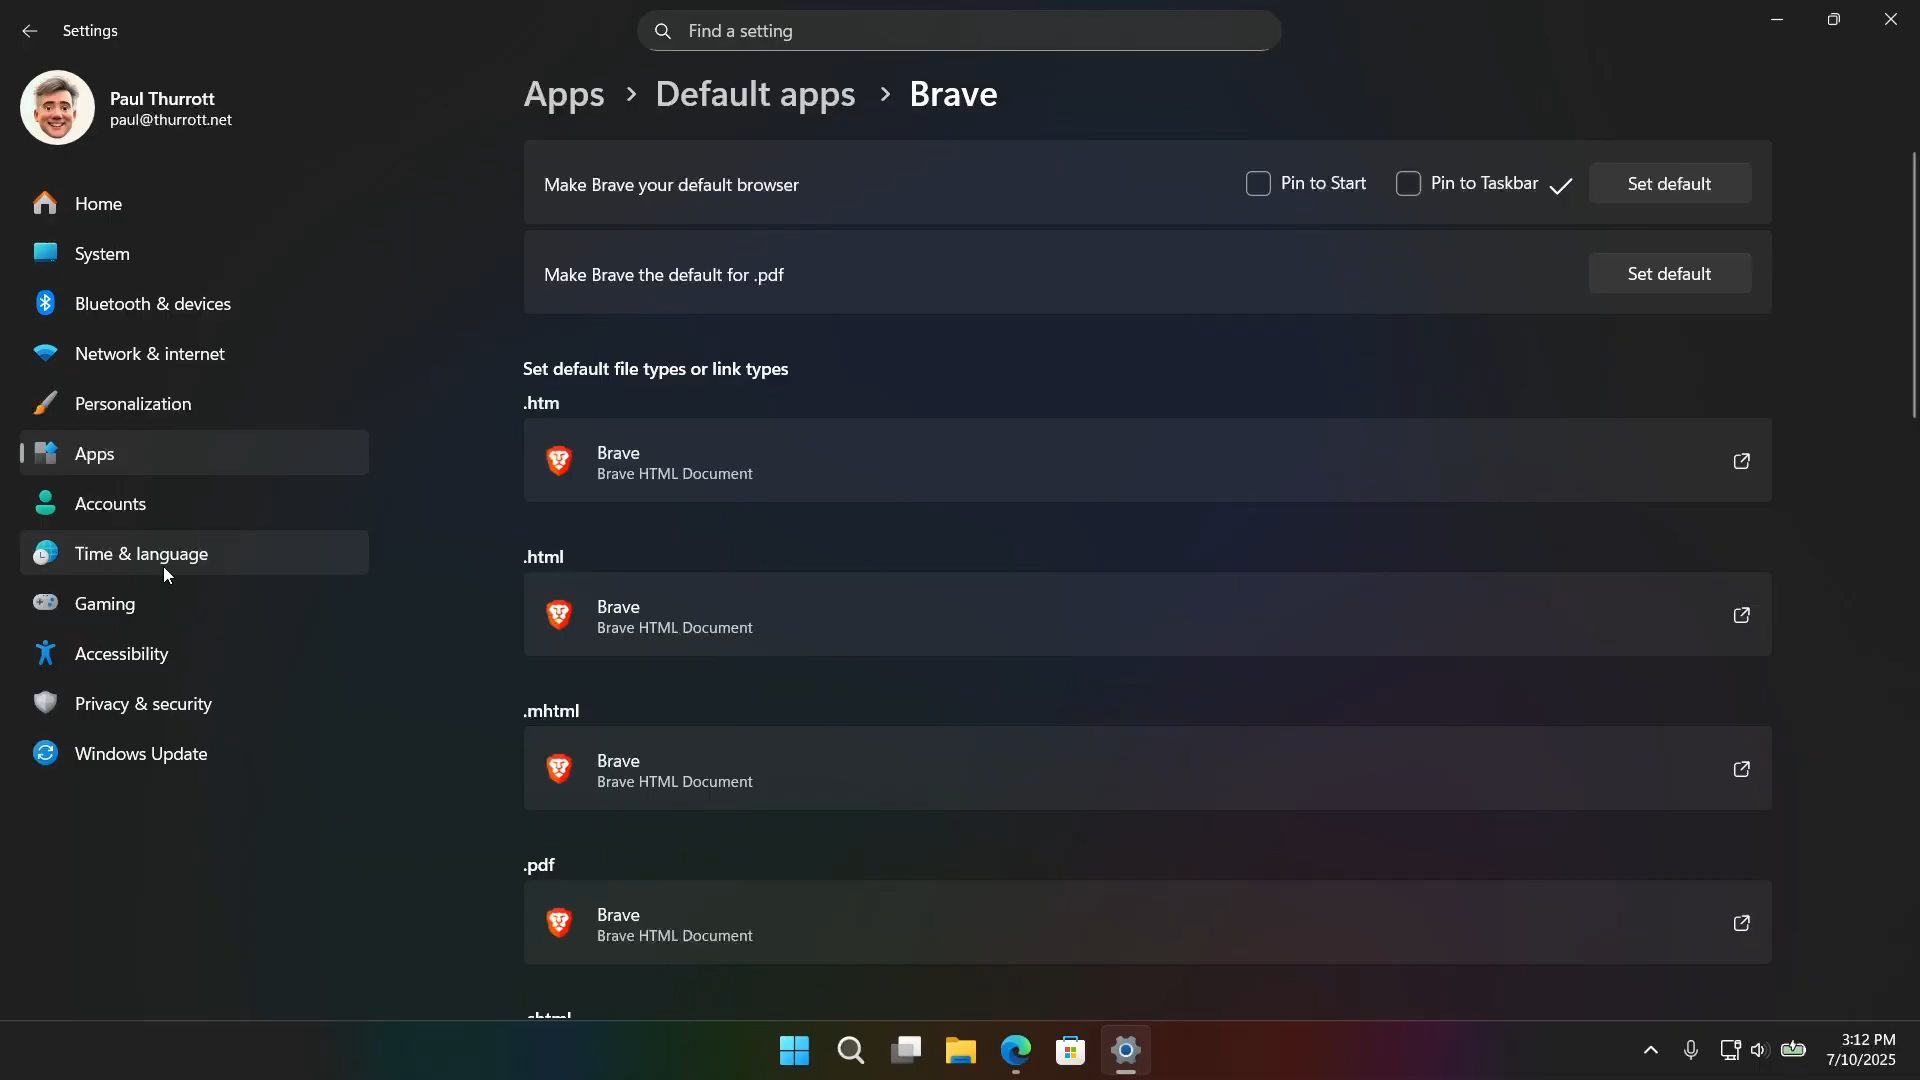 Settings
Find a setting
Paul Thurrott
paul@thurrott.net
Home
System
Bluetooth & devices
Network & internet
Personalization
Apps
Accounts
Time & language
Gaming
Accessibility
Privacy & security
Windows Update
Apps > Default apps > Brave
Make Brave your default browser
Pin to Start
Pin to Taskbar
Set default
Make Brave the default for .pdf
Set default
Set default file types or link types
.htm
Brave
Brave HTML Document
.html
Brave
Brave HTML Document
.mhtml
Brave
Brave HTML Document
.pdf
Brave
Brave HTML Document
3:12 PM
7/10/2025